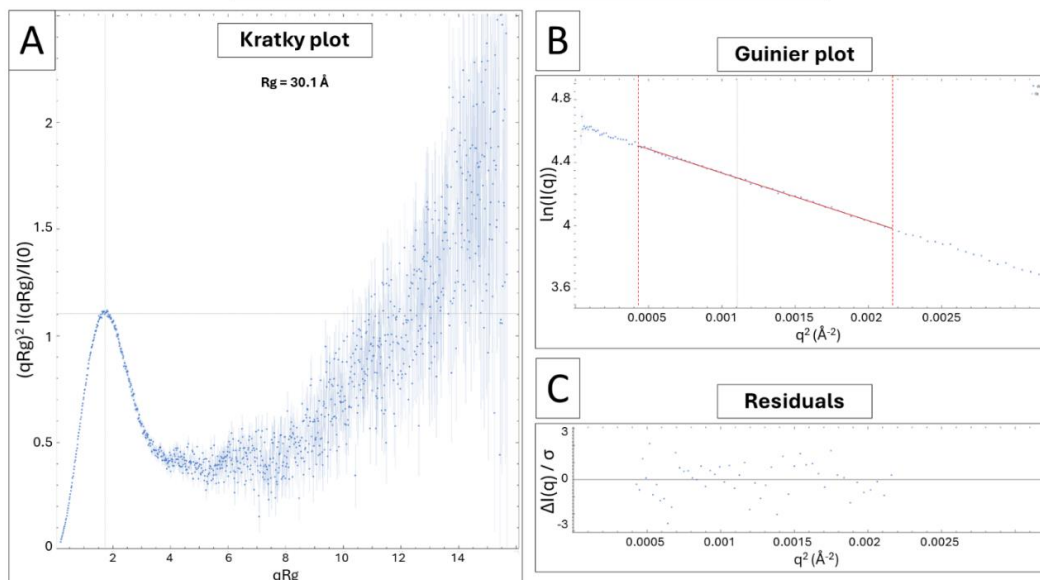 A
Kratky plot
Rg = 30.1 Å
(qRg)² I(qRg)/I(0)
2
1.5
1
0.5
0
2 4 6 8 10 12 14
qRg
B
Guinier plot
ln(I(q))
4.8
4.4
4
3.6
0.0005 0.001 0.0015 0.002 0.0025
q² (Å⁻²)
C
Residuals
ΔI(q) / σ
3
0
-3
0.0005 0.001 0.0015 0.002 0.0025
q² (Å⁻²)